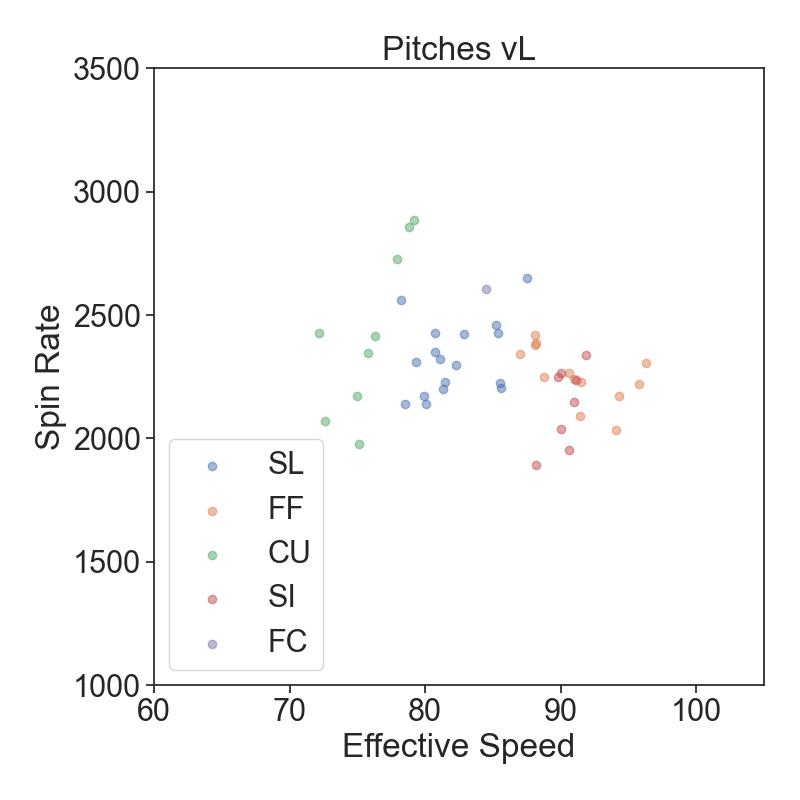 Pitches vL
3500
3000
2500
2000
1500
1000
Spin Rate
SL
FF
CU
SI
FC
60 70 80 90 100
Effective Speed